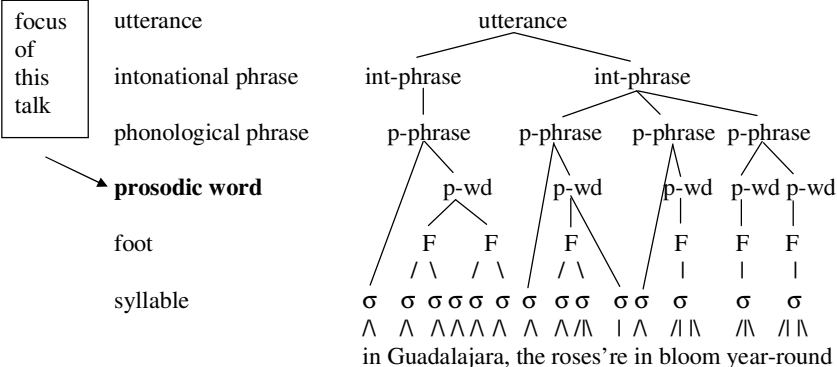 focus
of
this
talk
utterance utterance
intonational phrase int-phrase int-phrase
phonological phrase p-phrase p-phrase p-phrase p-phrase
prosodic word p-wd p-wd p-wd p-wd p-wd
foot F F F F F F
syllable σ σ σ σ σ σ σ σ σ σ σ σ σ
in Guadalajara, the roses're in bloom year-round